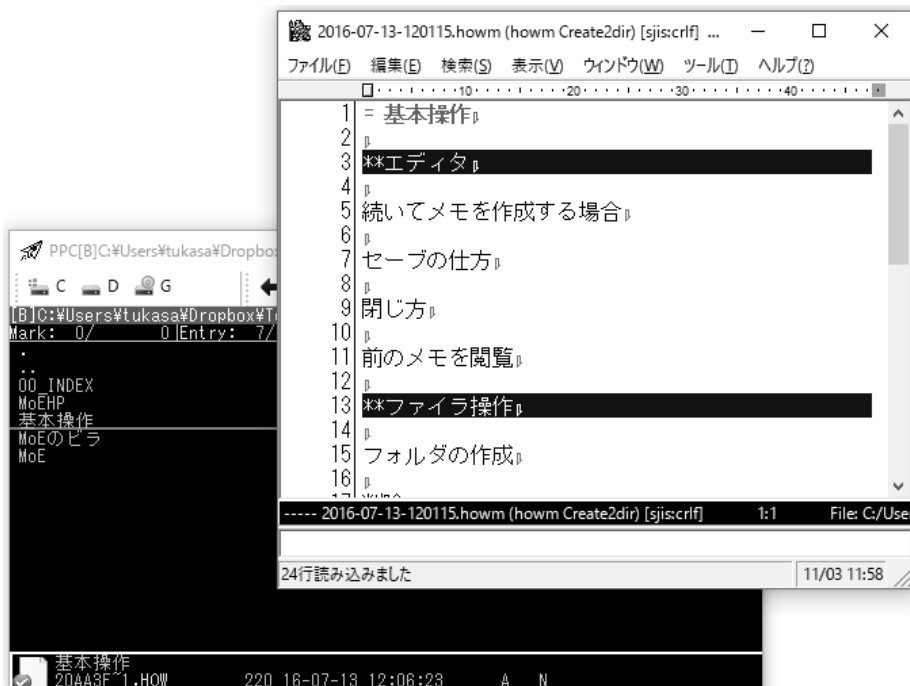 2016-07-13-120115.howm (howm Create2dir) [sjis:crlf] ...
ファイル(F) 編集(E) 検索(S) 表示(V) ウィンドウ(W) ツール(T) ヘルプ(?)
10 20 30 40
1 = 基本操作
2
3 **エディタ
4
5 続いてメモを作成する場合
6
7 セーブの仕方
8
9 閉じ方
10
11 前のメモを閲覧
12
13 **ファイラ操作
14
15 フォルダの作成
16
----- 2016-07-13-120115.howm (howm Create2dir) [sjis:crlf] 1:1 File: C:/Use
24行読み込みました 11/03 11:58
PPC[B]C:¥Users¥tukasa¥Dropbo
C D G
[B]C:¥Users¥tukasa¥Dropbox¥T
Mark: 0/ 0|Entry: 7/
.
..
00_INDEX
MoEHP
基本操作
MoEのビラ
MoE
基本操作
20AA3F~1.HOW 220 16-07-13 12:06:23 A N